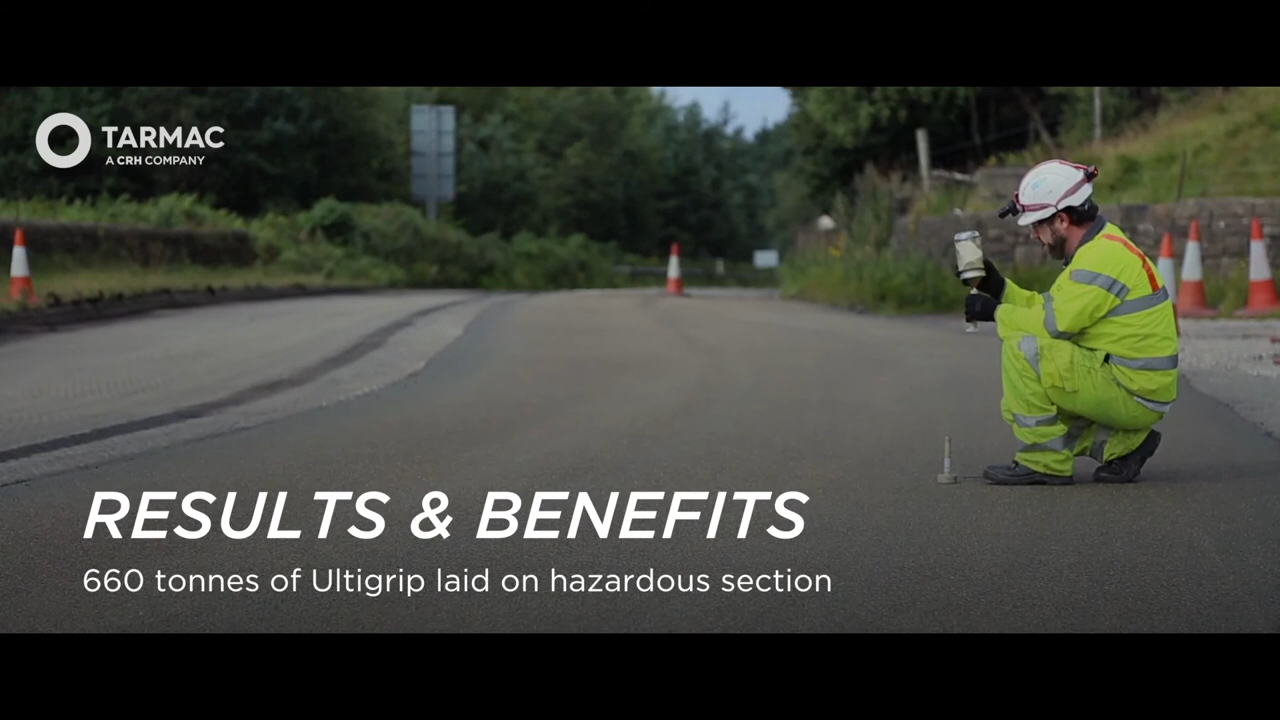 TARMAC
A CRH COMPANY
RESULTS & BENEFITS
660 tonnes of Ultigrip laid on hazardous section